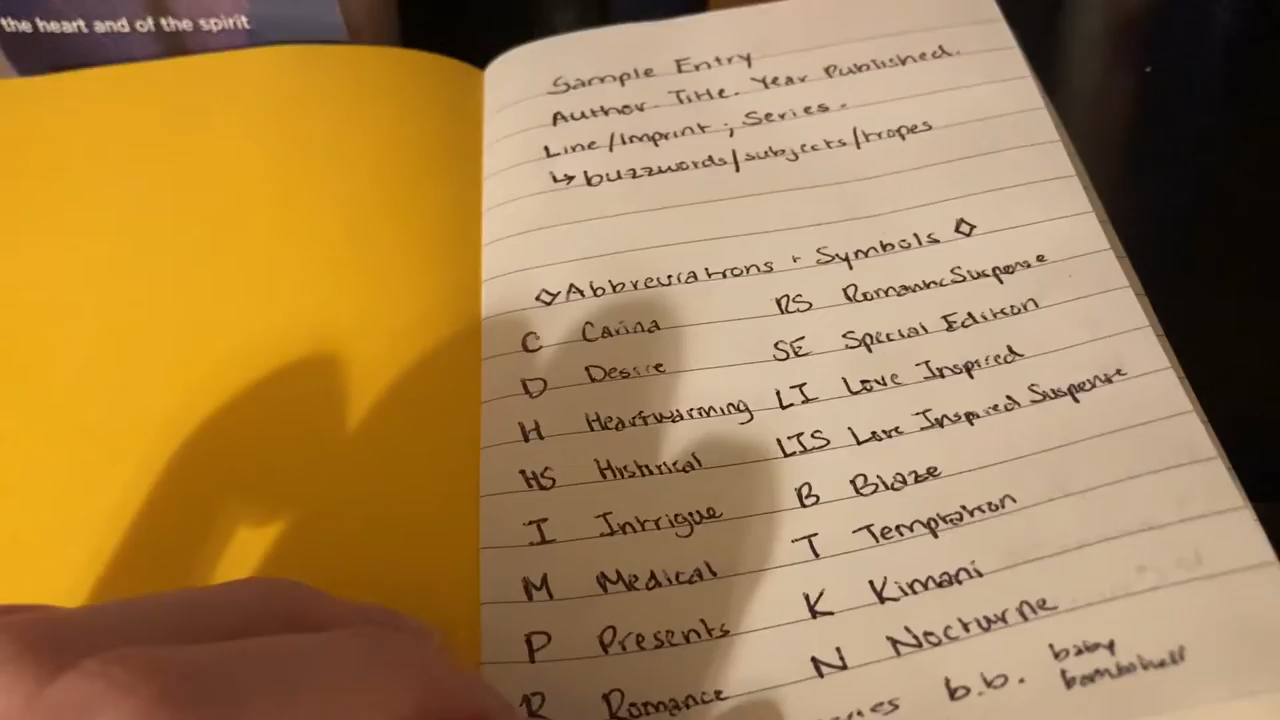 the heart and of the spirit
Sample Entry
Author. Title. Year Published.
Line/Imprint; Series.
↳ buzzwords/subjects/tropes
◇ Abbreviations + Symbols ◇
C Carina RS Romantic Suspense
D Desire SE Special Edition
H Heartwarming LI Love Inspired
HS Historical LIS Love Inspired Suspense
I Intrigue B Blaze
M Medical T Temptation
P Presents K Kimani
R Romance N Nocturne
b.b. baby
bombshell